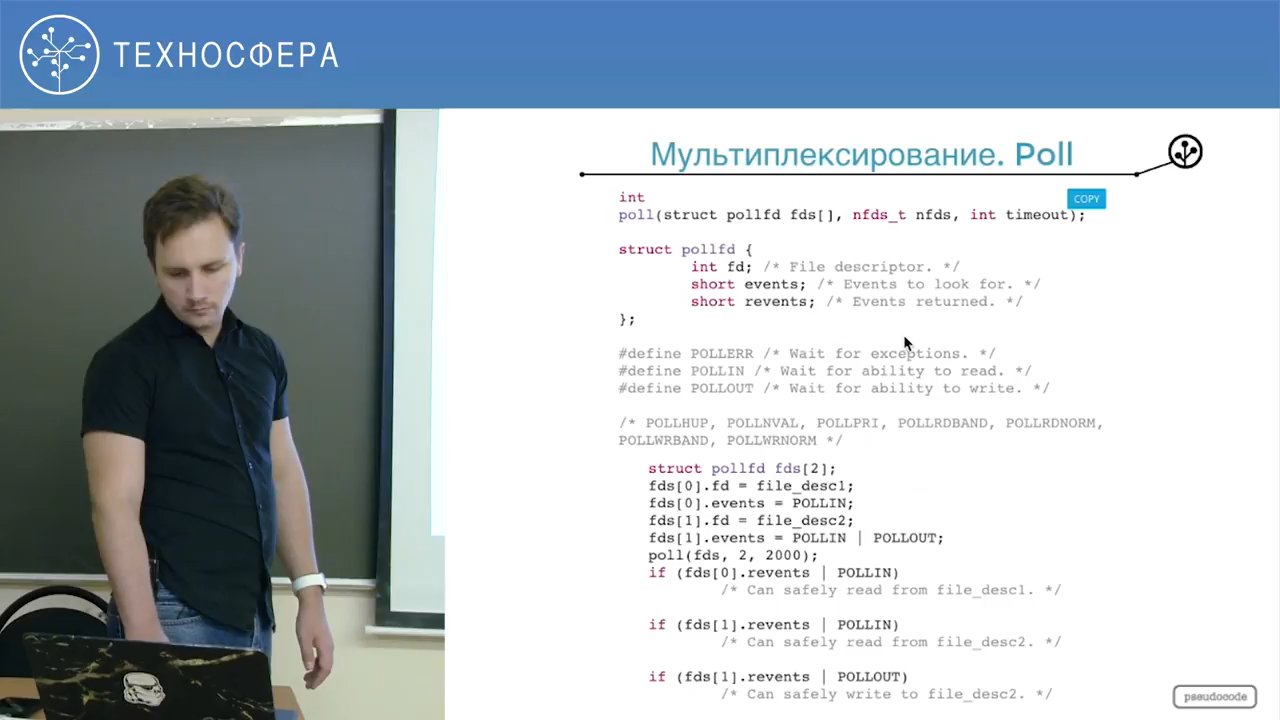 ТЕХНОСФЕРА
Мультиплексирование. Poll
COPY
int
poll(struct pollfd fds[], nfds_t nfds, int timeout);
struct pollfd {
int fd; /* File descriptor. */
short events; /* Events to look for. */
short revents; /* Events returned. */
};
#define POLLERR /* Wait for exceptions. */
#define POLLIN /* Wait for ability to read. */
#define POLLOUT /* Wait for ability to write. */
/* POLLHUP, POLLNVAL, POLLPRI, POLLRDBAND, POLLRDNORM,
POLLWRBAND, POLLWRNORM */
struct pollfd fds[2];
fds[0].fd = file_desc1;
fds[0].events = POLLIN;
fds[1].fd = file_desc2;
fds[1].events = POLLIN | POLLOUT;
poll(fds, 2, 2000);
if (fds[0].revents | POLLIN)
/* Can safely read from file_desc1. */
if (fds[1].revents | POLLIN)
/* Can safely read from file_desc2. */
if (fds[1].revents | POLLOUT)
/* Can safely write to file_desc2. */
pseudocode